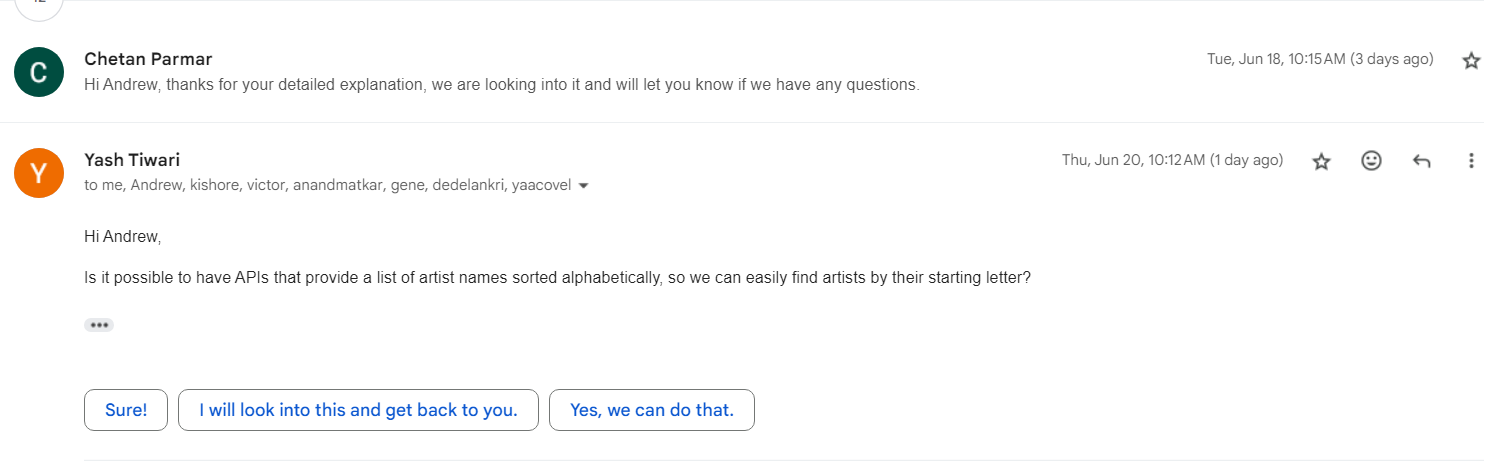 12
C
Chetan Parmar
Tue, Jun 18, 10:15 AM (3 days ago)
Hi Andrew, thanks for your detailed explanation, we are looking into it and will let you know if we have any questions.
Y
Yash Tiwari
Thu, Jun 20, 10:12 AM (1 day ago)
to me, Andrew, kishore, victor, anandmatkar, gene, dedelankri, yaacovel
Hi Andrew,
Is it possible to have APIs that provide a list of artist names sorted alphabetically, so we can easily find artists by their starting letter?
Sure!
I will look into this and get back to you.
Yes, we can do that.